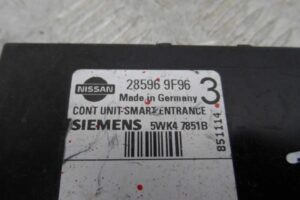 NISSAN
28596 9F96
Made in Germany
3
CONT UNIT-SMART ENTRANCE
SIEMENS 5WK4 7851B
851114